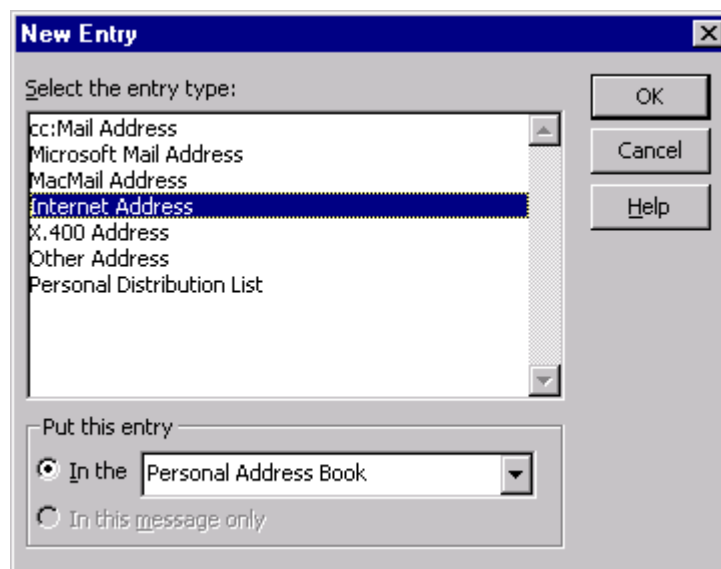 New Entry
Select the entry type:
cc:Mail Address
Microsoft Mail Address
MacMail Address
Internet Address
X.400 Address
Other Address
Personal Distribution List
OK
Cancel
Help
Put this entry
In the Personal Address Book
In this message only